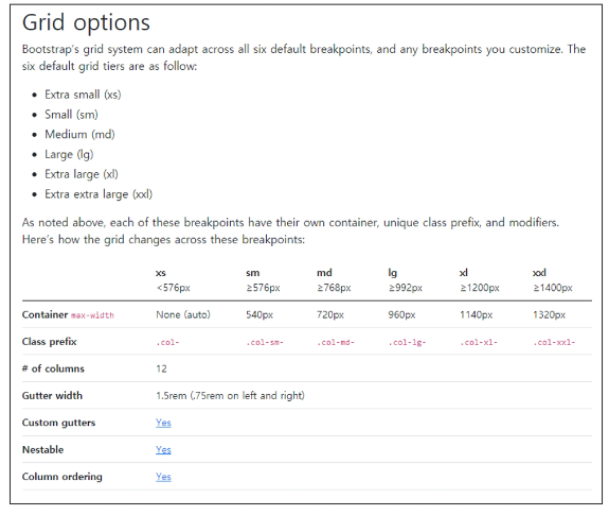 Grid options
Bootstrap's grid system can adapt across all six default breakpoints, and any breakpoints you customize. The
six default grid tiers are as follow:
• Extra small (xs)
• Small (sm)
• Medium (md)
• Large (lg)
• Extra large (xl)
• Extra extra large (xxl)
As noted above, each of these breakpoints have their own container, unique class prefix, and modifiers.
Here's how the grid changes across these breakpoints:
xs sm md lg xl xxl
<576px ≥576px ≥768px ≥992px ≥1200px ≥1400px
Container max-width None (auto) 540px 720px 960px 1140px 1320px
Class prefix .col- .col-sm- .col-md- .col-lg- .col-xl- .col-xxl-
# of columns 12
Gutter width 1.5rem (.75rem on left and right)
Custom gutters Yes
Nestable Yes
Column ordering Yes